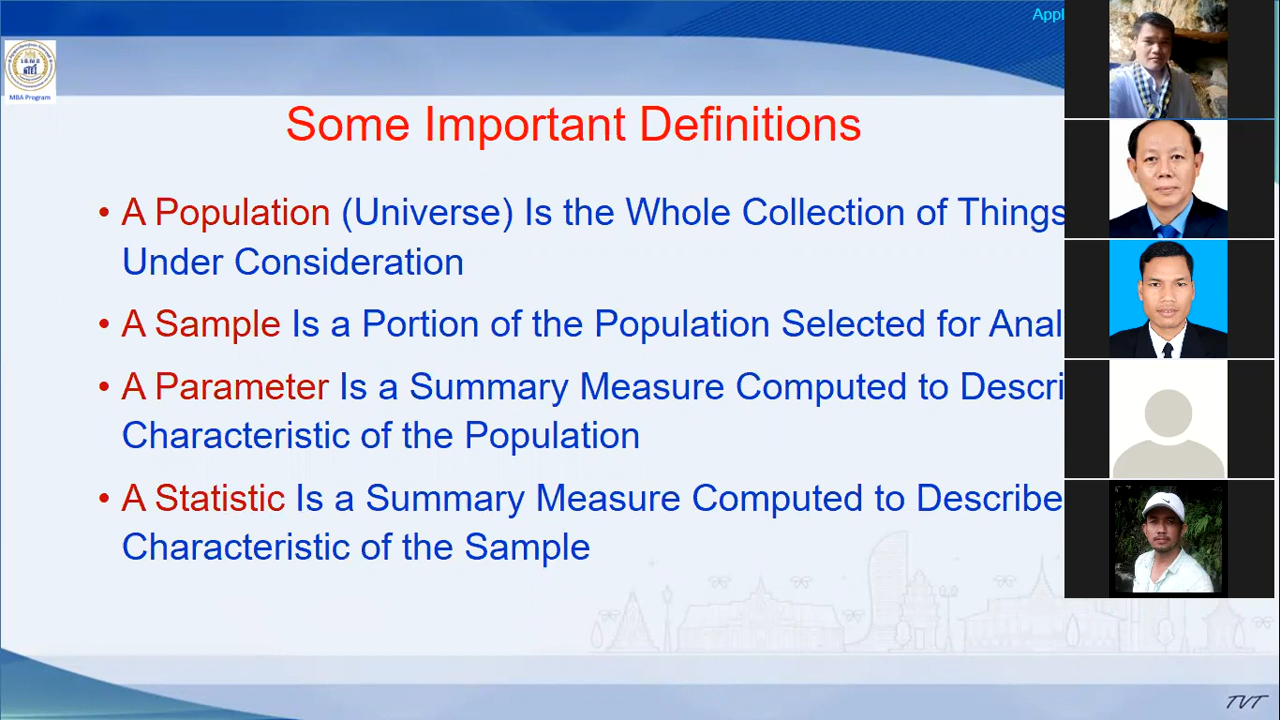 Appl
MBA Program
Some Important Definitions
• A Population (Universe) Is the Whole Collection of Things
Under Consideration
• A Sample Is a Portion of the Population Selected for Anal
• A Parameter Is a Summary Measure Computed to Descri
Characteristic of the Population
• A Statistic Is a Summary Measure Computed to Describe
Characteristic of the Sample
TVT